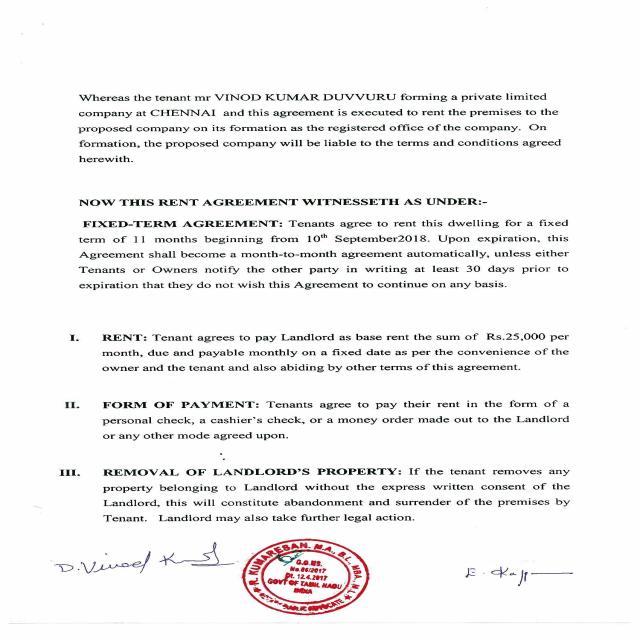 Whereas the tenant mr VINOD KUMAR DUVVURU forming a private limited
company at CHENNAI and this agreement is executed to rent the premises to the
proposed company on its formation as the registered office of the company. On
formation, the proposed company will be liable to the terms and conditions agreed
herewith.
NOW THIS RENT AGREEMENT WITNESSETH AS UNDER:-
FIXED-TERM AGREEMENT: Tenants agree to rent this dwelling for a fixed
term of 11 months beginning from 10th September2018. Upon expiration, this
Agreement shall become a month-to-month agreement automatically, unless either
Tenants or Owners notify the other party in writing at least 30 days prior to
expiration that they do not wish this Agreement to continue on any basis.
I. RENT: Tenant agrees to pay Landlord as base rent the sum of Rs.25,000 per
month, due and payable monthly on a fixed date as per the convenience of the
owner and the tenant and also abiding by other terms of this agreement.
II. FORM OF PAYMENT: Tenants agree to pay their rent in the form of a
personal check, a cashier's check, or a money order made out to the Landlord
or any other mode agreed upon.
III. REMOVAL OF LANDLORD'S PROPERTY: If the tenant removes any
property belonging to Landlord without the express written consent of the
Landlord, this will constitute abandonment and surrender of the premises by
Tenant. Landlord may also take further legal action.
D. Vinod
R. KUMARESAN. M.A., B.L., MBA, M.L.
G.O.MS.
No.86/2017
Dt. 12.4.2017
GOVT OF TAMIL NADU
INDIA
PUBLIC ADVOCATE
E.